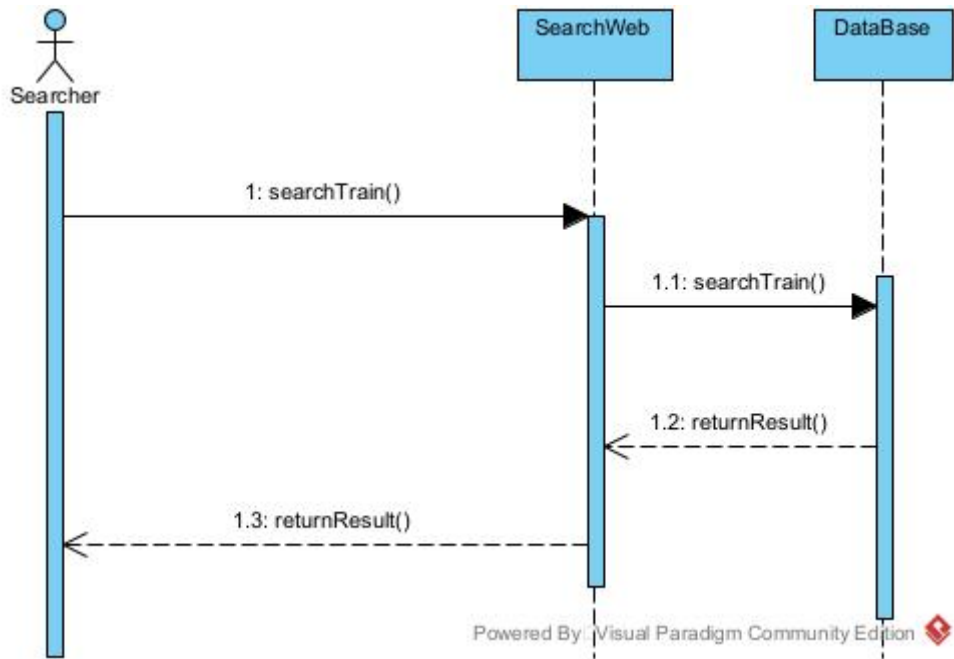 SearchWeb
DataBase
Searcher
1: searchTrain()
1.1: searchTrain()
1.2: returnResult()
1.3: returnResult()
Powered By Visual Paradigm Community Edition